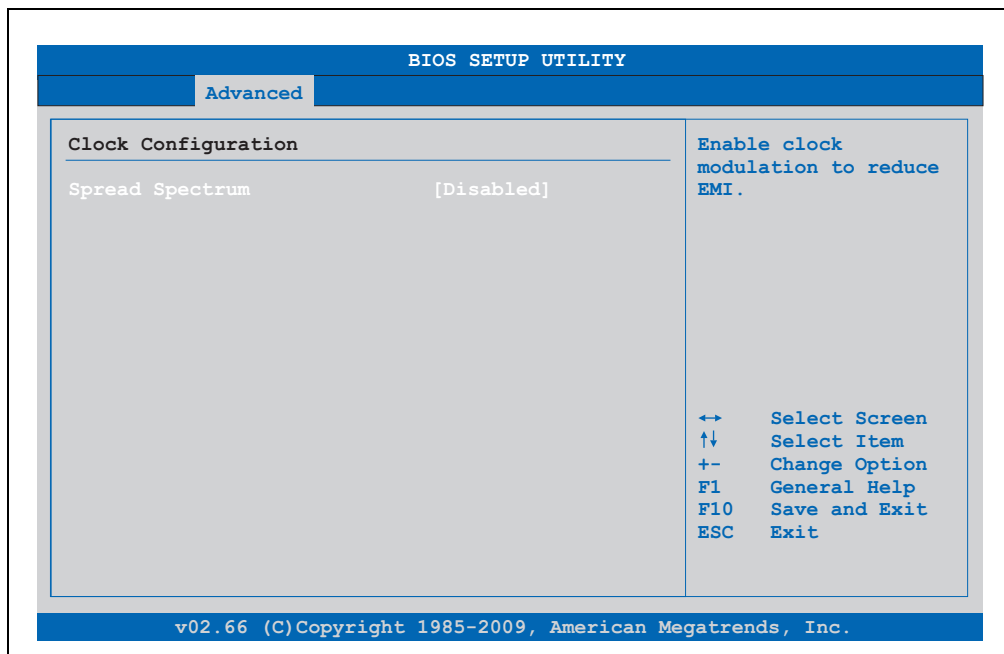 BIOS SETUP UTILITY
Advanced
Clock Configuration
Spread Spectrum [Disabled]
Enable clock
modulation to reduce
EMI.
↔ Select Screen
↑↓ Select Item
+- Change Option
F1 General Help
F10 Save and Exit
ESC Exit
v02.66 (C)Copyright 1985-2009, American Megatrends, Inc.